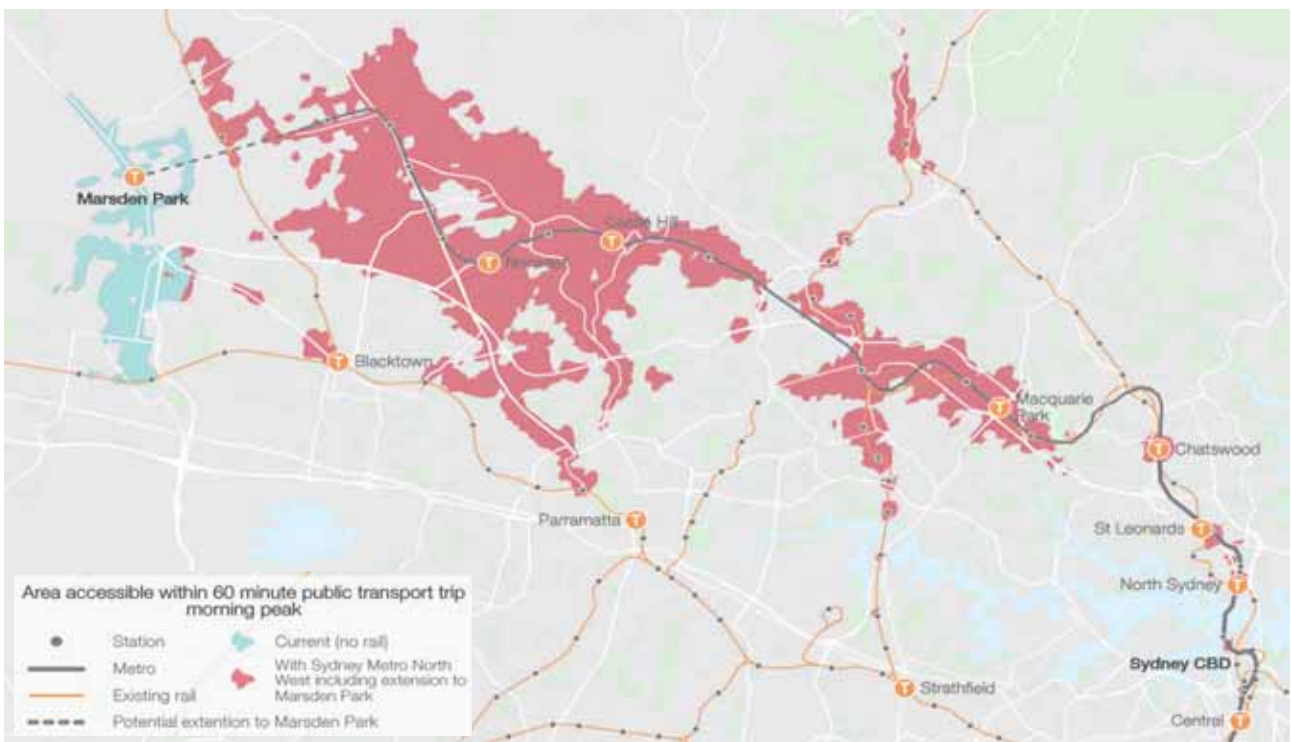 Marsden Park
Castle Hill
Norwest
Blacktown
Macquarie
Park
Chatswood
Parramatta
St Leonards
North Sydney
Sydney CBD
Strathfield
Central
Area accessible within 60 minute public transport trip
morning peak
Station
Metro
Existing rail
Potential extention to Marsden Park
Current (no rail)
With Sydney Metro North
West including extension to
Marsden Park